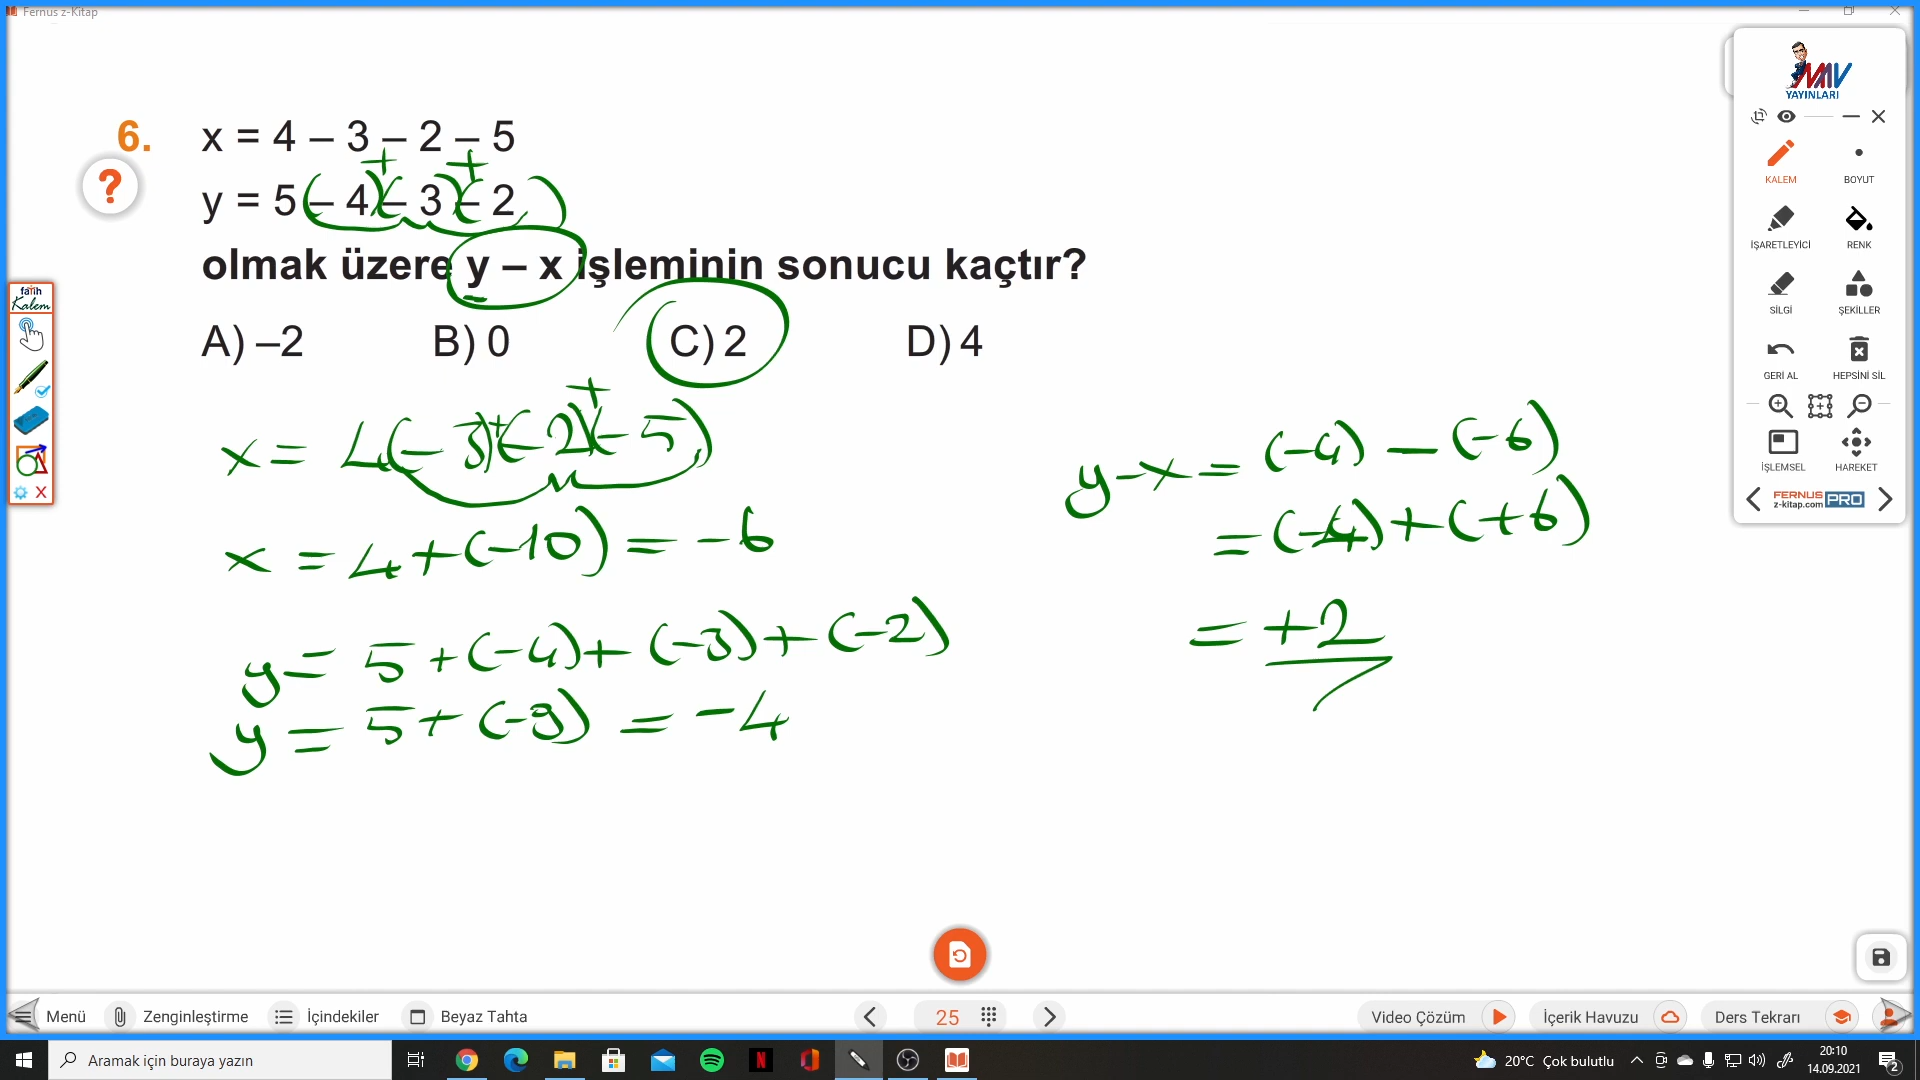 Fernus z-Kitap
6. x = 4 – 3 – 2 – 5
y = 5 (– 4) + (– 3) + (– 2)
olmak üzere y – x işleminin sonucu kaçtır?
A) –2 B) 0 C) 2 D) 4
x = 4 (– 3) + (– 2) + (– 5)
x = 4 + (–10) = –6
y = 5 + (–4) + (–3) + (–2)
y = 5 + (–9) = –4
y – x = (–4) – (–6)
= (–4) + (+6)
= +2
fatih
Kalem
MAV
YAYINLARI
KALEM BOYUT
İŞARETLEYİCİ RENK
SİLGİ ŞEKİLLER
GERİ AL HEPSİNİ SİL
İŞLEMSEL HAREKET
FERNUS PRO
z-kitap.com
Menü Zenginleştirme İçindekiler Beyaz Tahta 25 Video Çözüm İçerik Havuzu Ders Tekrarı
Aramak için buraya yazın 20°C Çok bulutlu 20:10
14.09.2021 2